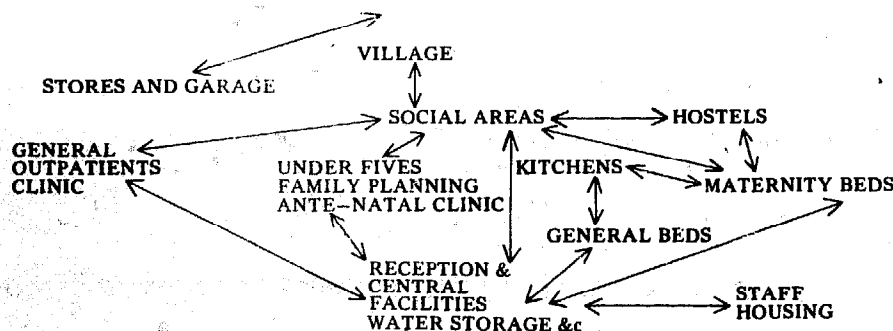 VILLAGE
STORES AND GARAGE
SOCIAL AREAS
HOSTELS
GENERAL
OUTPATIENTS
CLINIC
UNDER FIVES
FAMILY PLANNING
ANTE-NATAL CLINIC
KITCHENS
MATERNITY BEDS
GENERAL BEDS
RECEPTION &
CENTRAL
FACILITIES
WATER STORAGE &c
STAFF
HOUSING